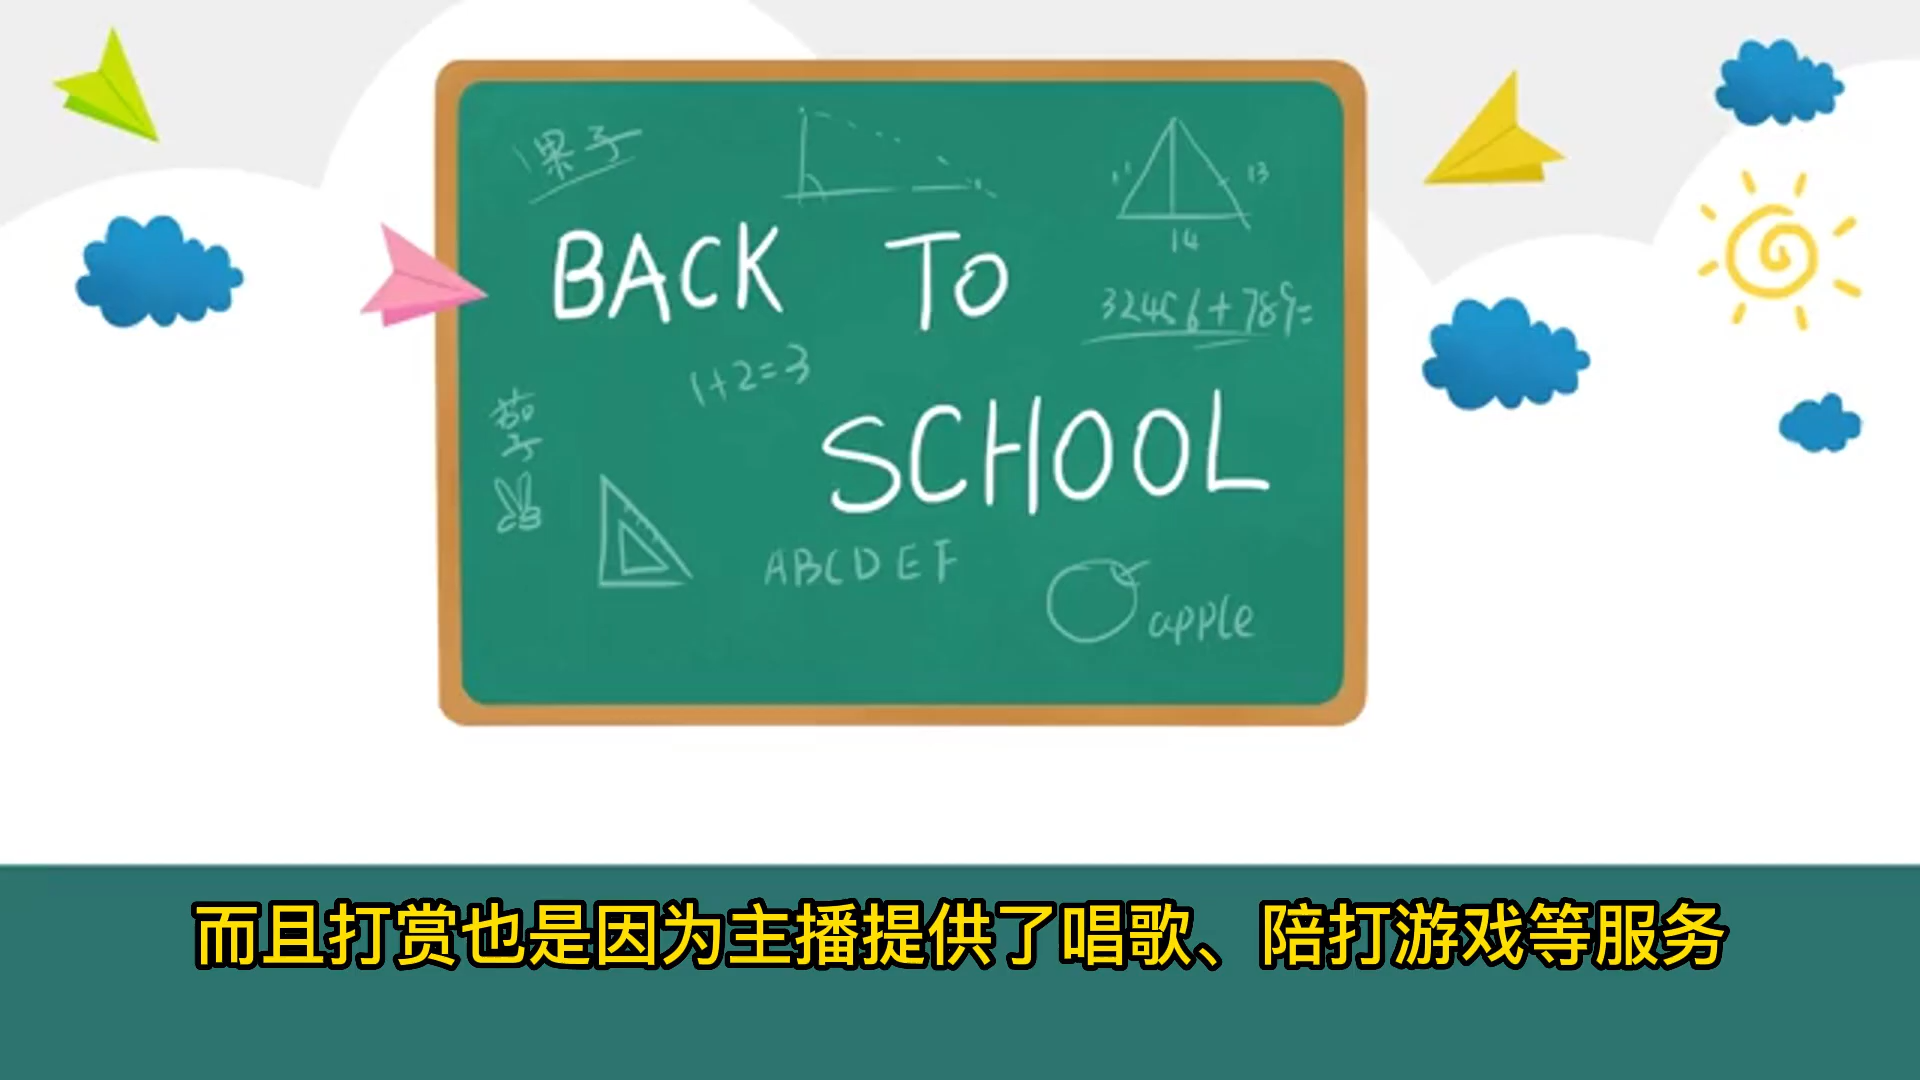 果子
13
14
BACK TO
32456+789=
1+2=3
茄
子
SCHOOL
ABCDEF
apple
而且打赏也是因为主播提供了唱歌、陪打游戏等服务